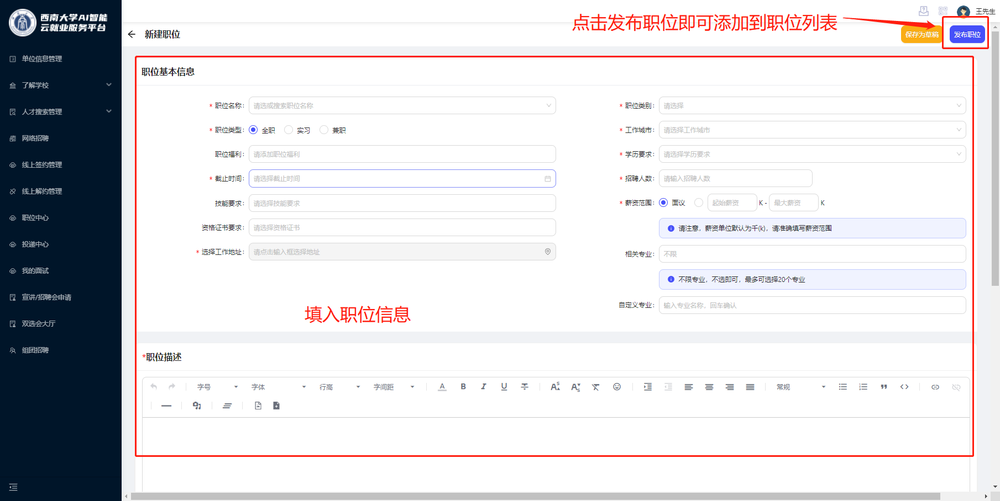 西南大学AI智能
云就业服务平台
单位信息管理
了解学校
人才搜索管理
网络招聘
线上签约管理
线上解约管理
职位中心
投递中心
我的面试
宣讲/招聘会申请
双选会大厅
组团招聘
王先生
点击发布职位即可添加到职位列表
新建职位
保存为草稿
发布职位
职位基本信息
* 职位名称: 请选或搜索职位名称
* 职位类别: 请选择
* 职位类型: 全职 实习 兼职
* 工作城市: 请选择工作城市
职位福利: 请添加职位福利
* 学历要求: 请选择学历要求
* 截止时间: 请选择截止时间
* 招聘人数: 请输入招聘人数
技能要求: 请选择技能要求
* 薪资范围: 面议 起始薪资 K - 最大薪资 K
资格证书要求: 请选择资格证书
请注意，薪资单位默认为千(k)，请准确填写薪资范围
* 选择工作地址: 请点击输入框选择地址
相关专业: 不限
不限专业，不选即可，最多可选择20个专业
自定义专业: 输入专业名称，回车确认
填入职位信息
*职位描述
字号 字体 行高 字间距 常规